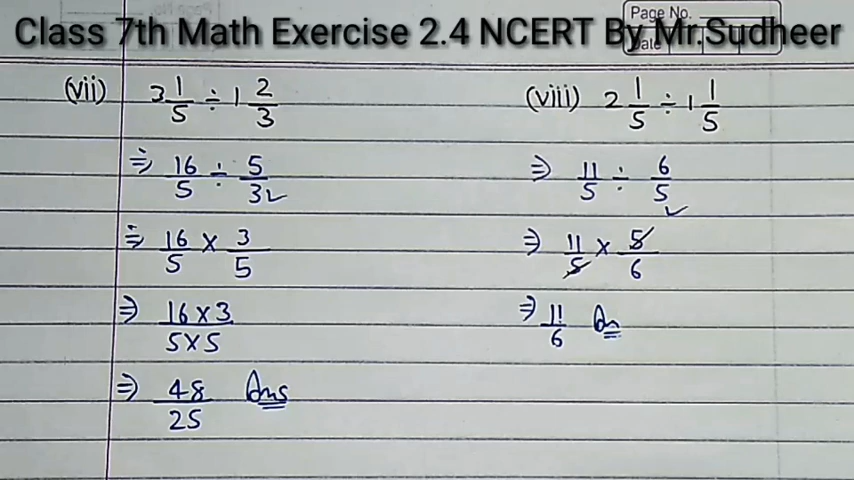 Page No.
Class 7th Math Exercise 2.4 NCERT By Mr.Sudheer
Date
(vii) 3 1/5 ÷ 1 2/3
⇒ 16/5 ÷ 5/3
⇒ 16/5 × 3/5
⇒ 16×3/5×5
⇒ 48/25 Ans
(viii) 2 1/5 ÷ 1 1/5
⇒ 11/5 ÷ 6/5
⇒ 11/5 × 5/6
⇒ 11/6 An